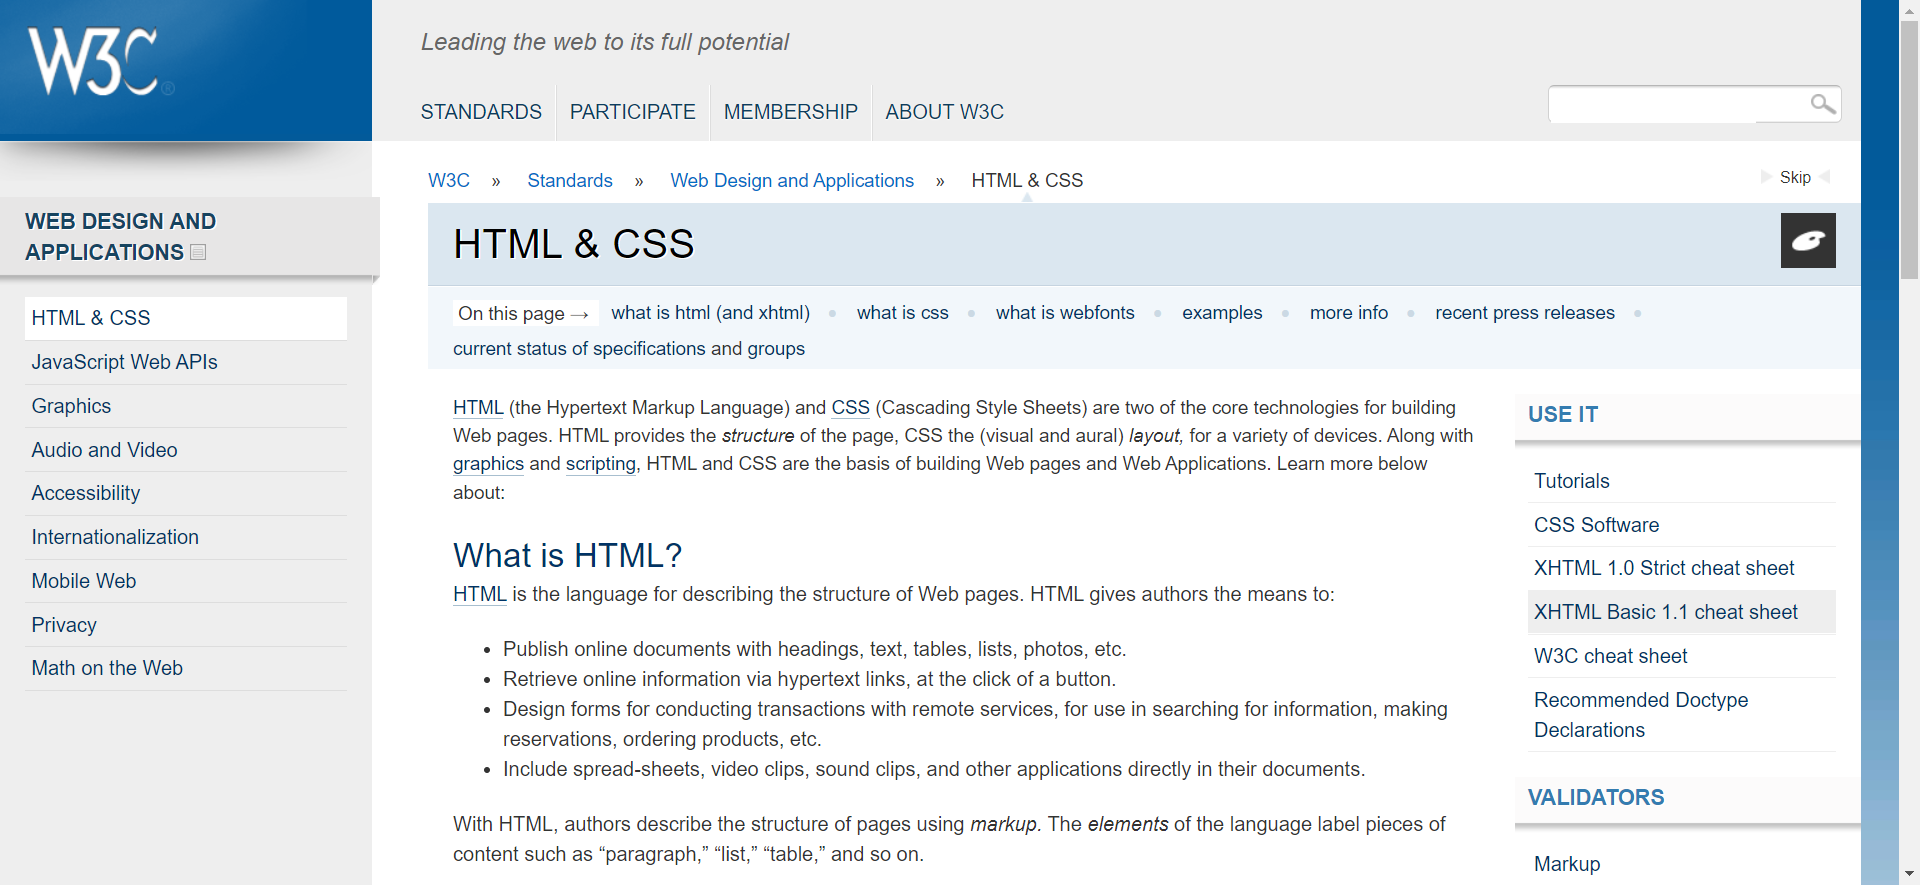 W3C®
Leading the web to its full potential
STANDARDS PARTICIPATE MEMBERSHIP ABOUT W3C
W3C » Standards » Web Design and Applications » HTML & CSS
Skip
WEB DESIGN AND
APPLICATIONS
HTML & CSS
JavaScript Web APIs
Graphics
Audio and Video
Accessibility
Internationalization
Mobile Web
Privacy
Math on the Web
HTML & CSS
On this page → what is html (and xhtml) • what is css • what is webfonts • examples • more info • recent press releases •
current status of specifications and groups
HTML (the Hypertext Markup Language) and CSS (Cascading Style Sheets) are two of the core technologies for building
Web pages. HTML provides the structure of the page, CSS the (visual and aural) layout, for a variety of devices. Along with
graphics and scripting, HTML and CSS are the basis of building Web pages and Web Applications. Learn more below
about:
What is HTML?
HTML is the language for describing the structure of Web pages. HTML gives authors the means to:
• Publish online documents with headings, text, tables, lists, photos, etc.
• Retrieve online information via hypertext links, at the click of a button.
• Design forms for conducting transactions with remote services, for use in searching for information, making
reservations, ordering products, etc.
• Include spread-sheets, video clips, sound clips, and other applications directly in their documents.
With HTML, authors describe the structure of pages using markup. The elements of the language label pieces of
content such as “paragraph,” “list,” “table,” and so on.
USE IT
Tutorials
CSS Software
XHTML 1.0 Strict cheat sheet
XHTML Basic 1.1 cheat sheet
W3C cheat sheet
Recommended Doctype
Declarations
VALIDATORS
Markup